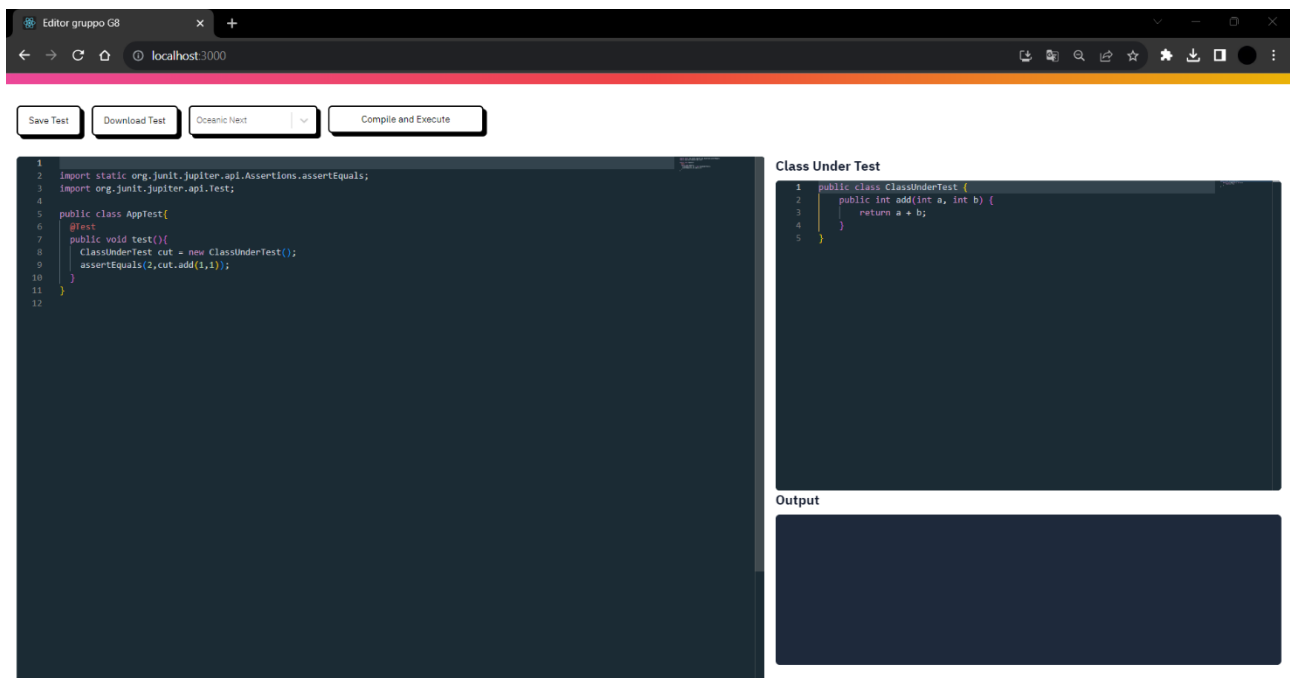 Editor gruppo G8
localhost:3000
Save Test
Download Test
Oceanic Next
Compile and Execute
1
2 import static org.junit.jupiter.api.Assertions.assertEquals;
3 import org.junit.jupiter.api.Test;
4
5 public class AppTest{
6 @Test
7 public void test(){
8 ClassUnderTest cut = new ClassUnderTest();
9 assertEquals(2,cut.add(1,1));
10 }
11 }
12
Class Under Test
1 public class ClassUnderTest {
2 public int add(int a, int b) {
3 return a + b;
4 }
5 }
Output